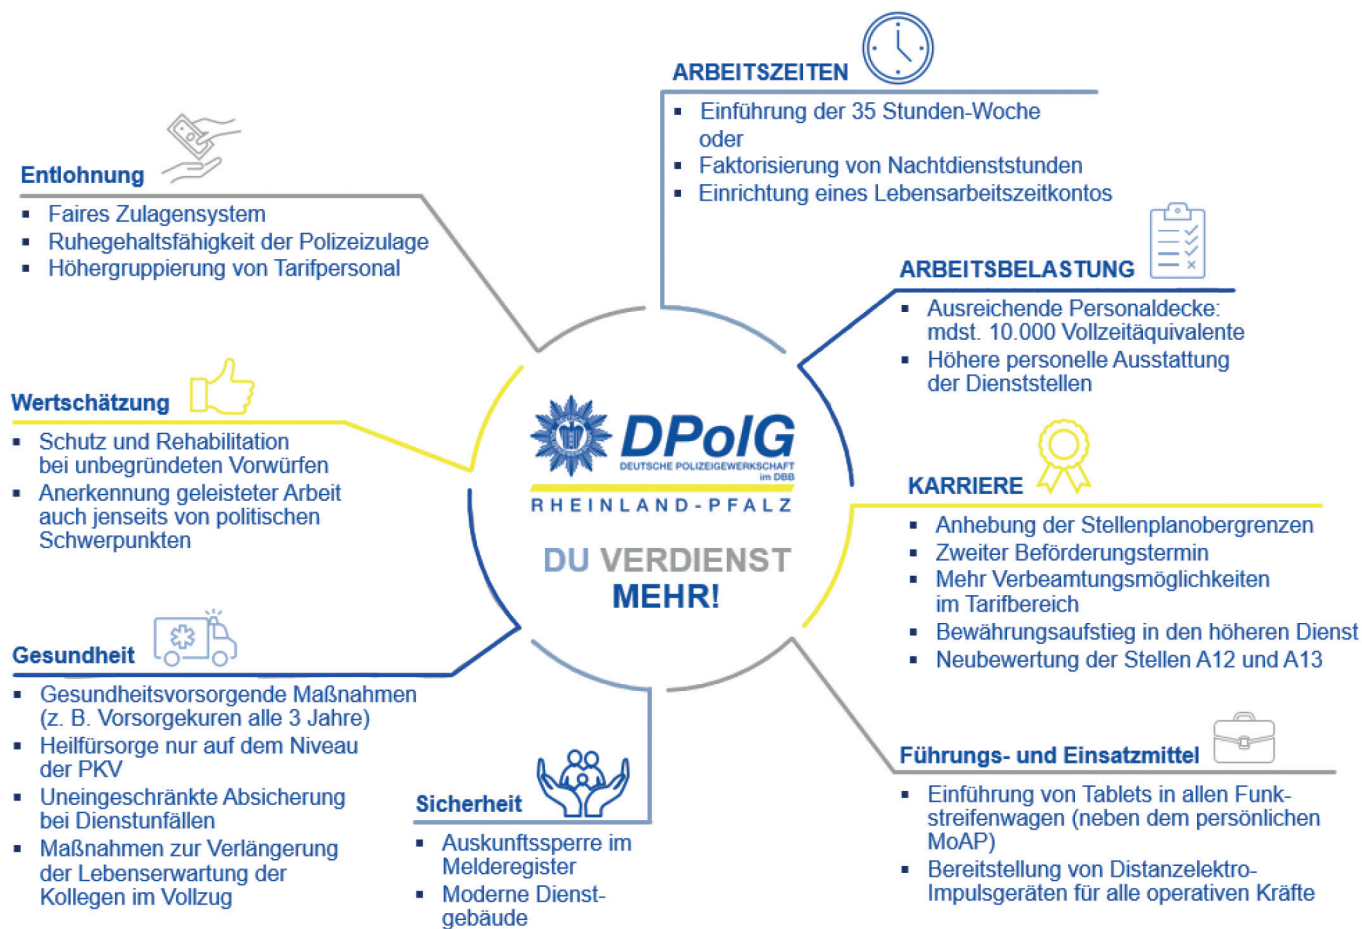 ARBEITSZEITEN
▪ Einführung der 35 Stunden-Woche
oder
▪ Faktorisierung von Nachtdienststunden
▪ Einrichtung eines Lebensarbeitszeitkontos
Entlohnung
▪ Faires Zulagensystem
▪ Ruhegehaltsfähigkeit der Polizeizulage
▪ Höhergruppierung von Tarifpersonal
ARBEITSBELASTUNG
▪ Ausreichende Personaldecke:
mdst. 10.000 Vollzeitäquivalente
▪ Höhere personelle Ausstattung
der Dienststellen
Wertschätzung
▪ Schutz und Rehabilitation
bei unbegründeten Vorwürfen
▪ Anerkennung geleisteter Arbeit
auch jenseits von politischen
Schwerpunkten
DPolG
DEUTSCHE POLIZEIGEWERKSCHAFT
im DBB
RHEINLAND-PFALZ
DU VERDIENST
MEHR!
KARRIERE
▪ Anhebung der Stellenplanobergrenzen
▪ Zweiter Beförderungstermin
▪ Mehr Verbeamtungsmöglichkeiten
im Tarifbereich
▪ Bewährungsaufstieg in den höheren Dienst
▪ Neubewertung der Stellen A12 und A13
Gesundheit
▪ Gesundheitsvorsorgende Maßnahmen
(z. B. Vorsorgekuren alle 3 Jahre)
▪ Heilfürsorge nur auf dem Niveau
der PKV
▪ Uneingeschränkte Absicherung
bei Dienstunfällen
▪ Maßnahmen zur Verlängerung
der Lebenserwartung der
Kollegen im Vollzug
Sicherheit
▪ Auskunftssperre im
Melderegister
▪ Moderne Dienst-
gebäude
Führungs- und Einsatzmittel
▪ Einführung von Tablets in allen Funk-
streifenwagen (neben dem persönlichen
MoAP)
▪ Bereitstellung von Distanzelektro-
Impulsgeräten für alle operativen Kräfte